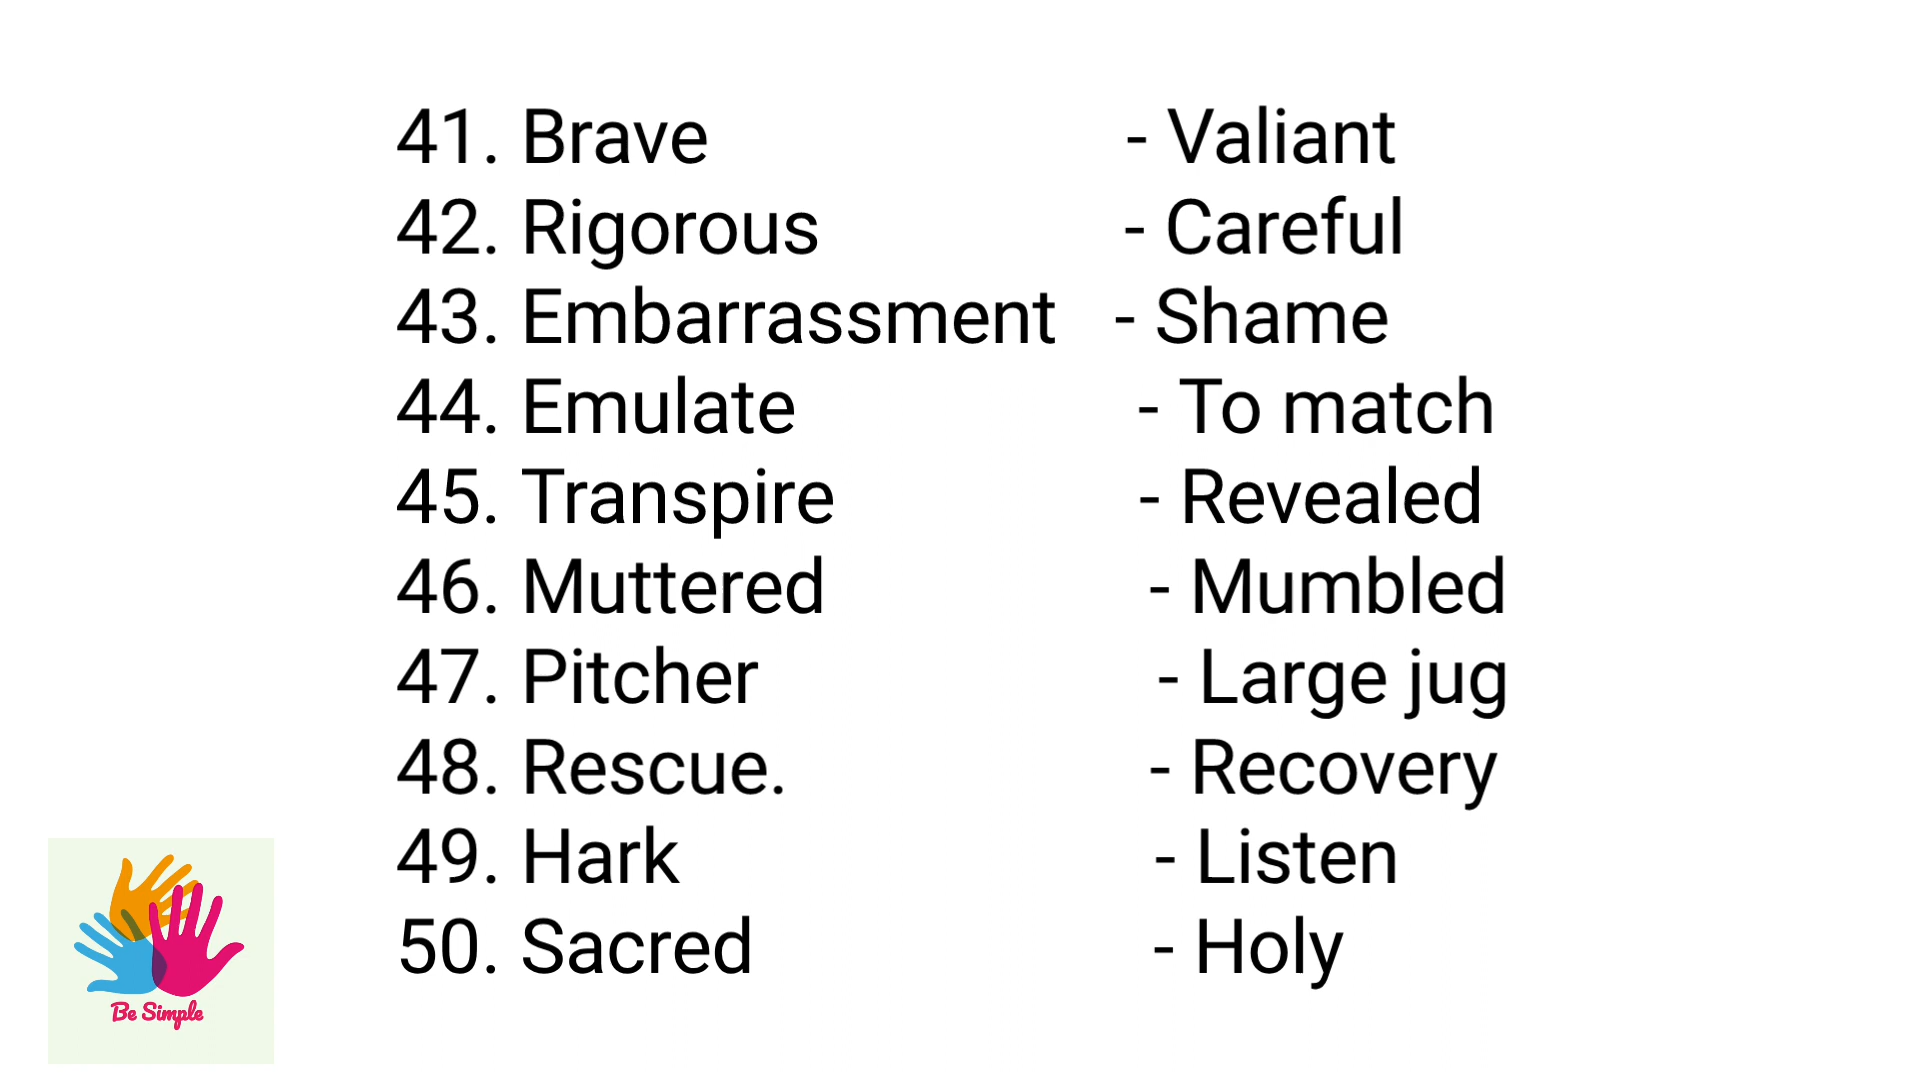 41. Brave - Valiant
42. Rigorous - Careful
43. Embarrassment - Shame
44. Emulate - To match
45. Transpire - Revealed
46. Muttered - Mumbled
47. Pitcher - Large jug
48. Rescue. - Recovery
49. Hark - Listen
50. Sacred - Holy
Be Simple